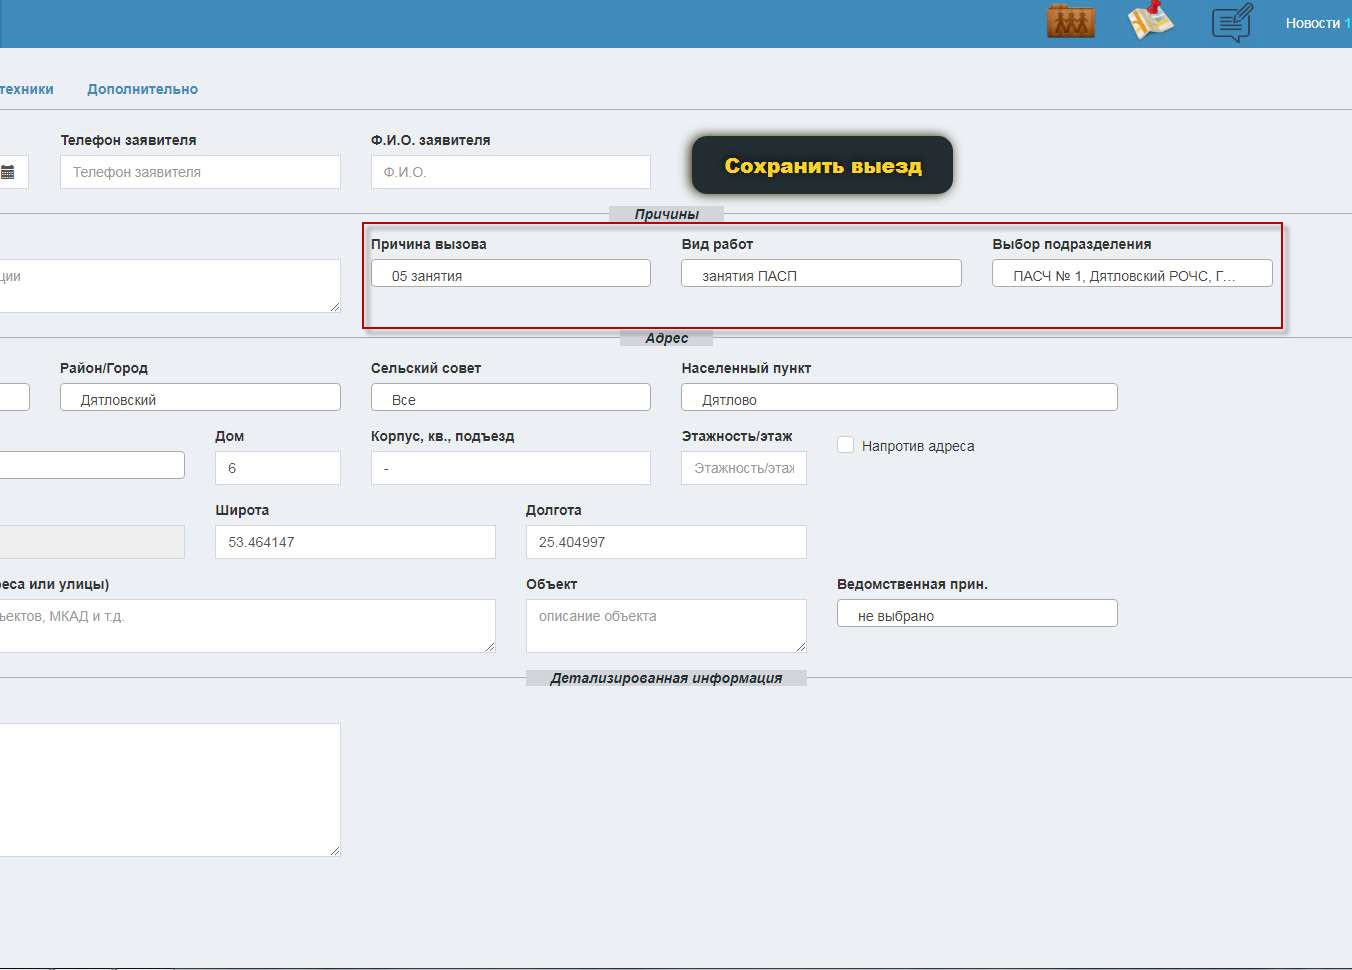 Новости 1
техники Дополнительно
Телефон заявителя Ф.И.О. заявителя
Телефон заявителя Ф.И.О. Сохранить выезд
Причины
Причина вызова Вид работ Выбор подразделения
ции 05 занятия занятия ПАСП ПАСЧ № 1, Дятловский РОЧС, Г...
Адрес
Район/Город Сельский совет Населенный пункт
Дятловский Все Дятлово
Дом Корпус, кв., подъезд Этажность/этаж Напротив адреса
6 - Этажность/этаж
Широта Долгота
53.464147 25.404997
реса или улицы) Объект Ведомственная прин.
ъектов, МКАД и т.д. описание объекта не выбрано
Детализированная информация